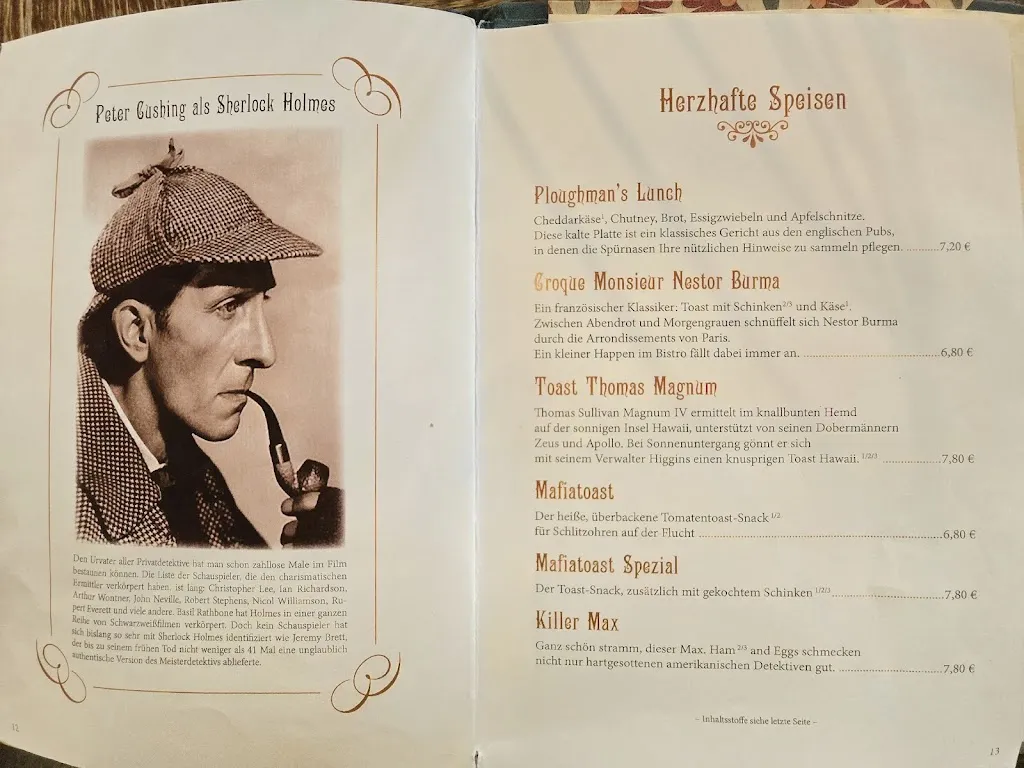 Peter Cushing als Sherlock Holmes
Den Urvater aller Privatdetektive hat man schon zahllose Male im Film
bestaunen können. Die Liste der Schauspieler, die den charismatischen
Ermittler verkörpert haben, ist lang: Christopher Lee, Ian Richardson,
Arthur Wontner, John Neville, Robert Stephens, Nicol Williamson, Ru-
pert Everett und viele andere. Basil Rathbone hat Holmes in einer ganzen
Reihe von Schwarzweißfilmen verkörpert. Doch kein Schauspieler hat
sich bislang so sehr mit Sherlock Holmes identifiziert wie Jeremy Brett,
der bis zu seinem frühen Tod nicht weniger als 41 Mal eine unglaublich
authentische Version des Meisterdetektivs ablieferte.
12
Herzhafte Speisen
Ploughman's Lunch
Cheddarkäse¹, Chutney, Brot, Essigzwiebeln und Apfelschnitze.
Diese kalte Platte ist ein klassisches Gericht aus den englischen Pubs,
in denen die Spürnasen Ihre nützlichen Hinweise zu sammeln pflegen. ..........7,20 €
Croque Monsieur Nestor Burma
Ein französischer Klassiker: Toast mit Schinken²/³ und Käse¹.
Zwischen Abendrot und Morgengrauen schnüffelt sich Nestor Burma
durch die Arrondissements von Paris.
Ein kleiner Happen im Bistro fällt dabei immer an. ..........6,80 €
Toast Thomas Magnum
Thomas Sullivan Magnum IV ermittelt im knallbunten Hemd
auf der sonnigen Insel Hawaii, unterstützt von seinen Dobermännern
Zeus und Apollo. Bei Sonnenuntergang gönnt er sich
mit seinem Verwalter Higgins einen knusprigen Toast Hawaii. ¹/²/³ ..........7,80 €
Mafiatoast
Der heiße, überbackene Tomatentoast-Snack ¹/²
für Schlitzohren auf der Flucht ..........6,80 €
Mafiatoast Spezial
Der Toast-Snack, zusätzlich mit gekochtem Schinken ¹/²/³ ..........7,80 €
Killer Max
Ganz schön stramm, dieser Max. Ham ²/³ and Eggs schmecken
nicht nur hartgesottenen amerikanischen Detektiven gut. ..........7,80 €
– Inhaltsstoffe siehe letzte Seite –
13